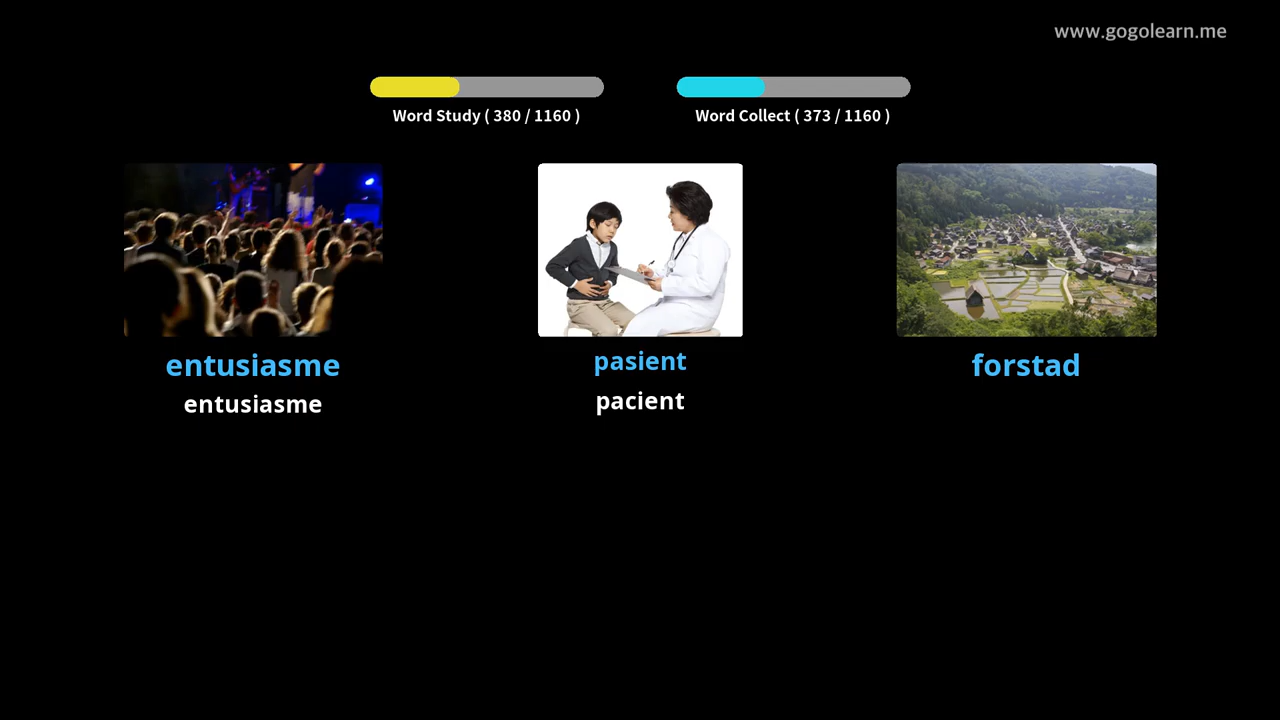 www.gogolearn.me
Word Study ( 380 / 1160 )
Word Collect ( 373 / 1160 )
entusiasme
entusiasme
pasient
pacient
forstad